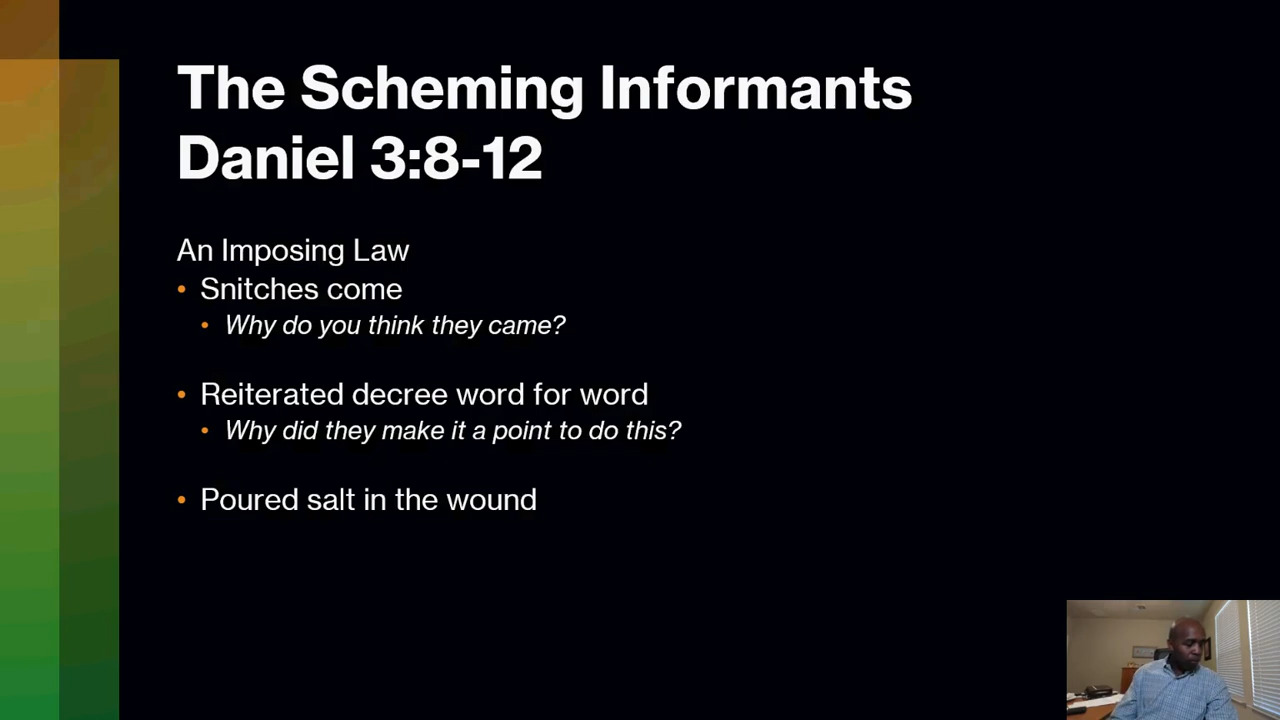 The Scheming Informants
Daniel 3:8-12
An Imposing Law
• Snitches come
• Why do you think they came?
• Reiterated decree word for word
• Why did they make it a point to do this?
• Poured salt in the wound